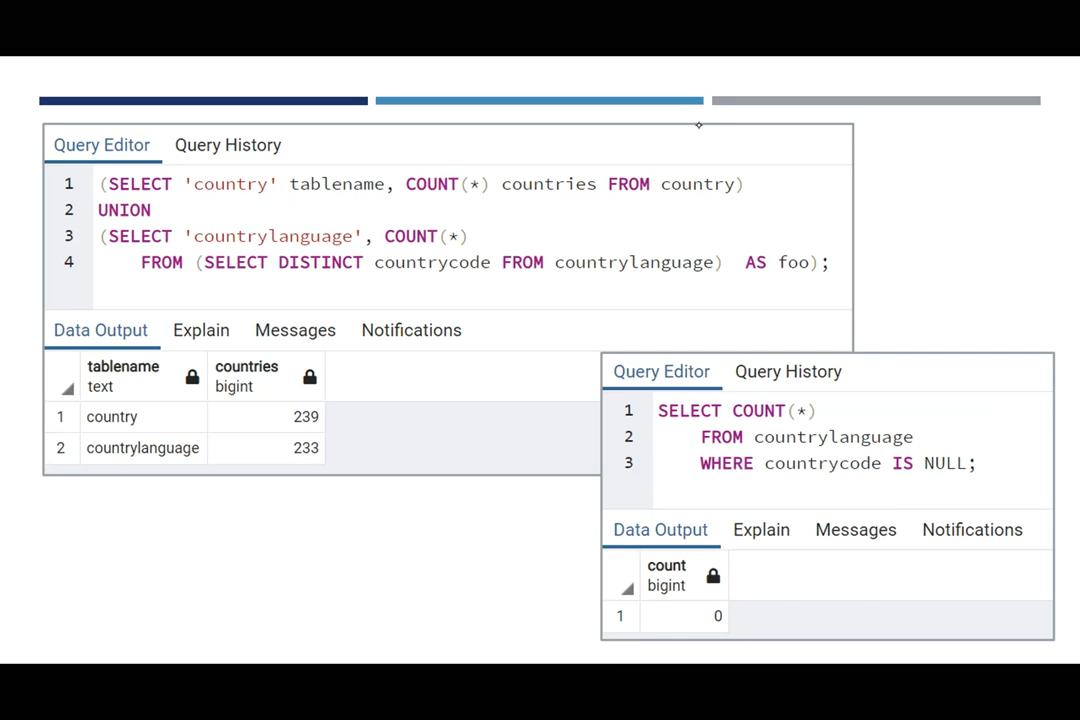 Query Editor Query History
1 (SELECT 'country' tablename, COUNT(*) countries FROM country)
2 UNION
3 (SELECT 'countrylanguage', COUNT(*)
4 FROM (SELECT DISTINCT countrycode FROM countrylanguage) AS foo);
Data Output Explain Messages Notifications
tablename countries
text bigint
1 country 239
2 countrylanguage 233
Query Editor Query History
1 SELECT COUNT(*)
2 FROM countrylanguage
3 WHERE countrycode IS NULL;
Data Output Explain Messages Notifications
count
bigint
1 0